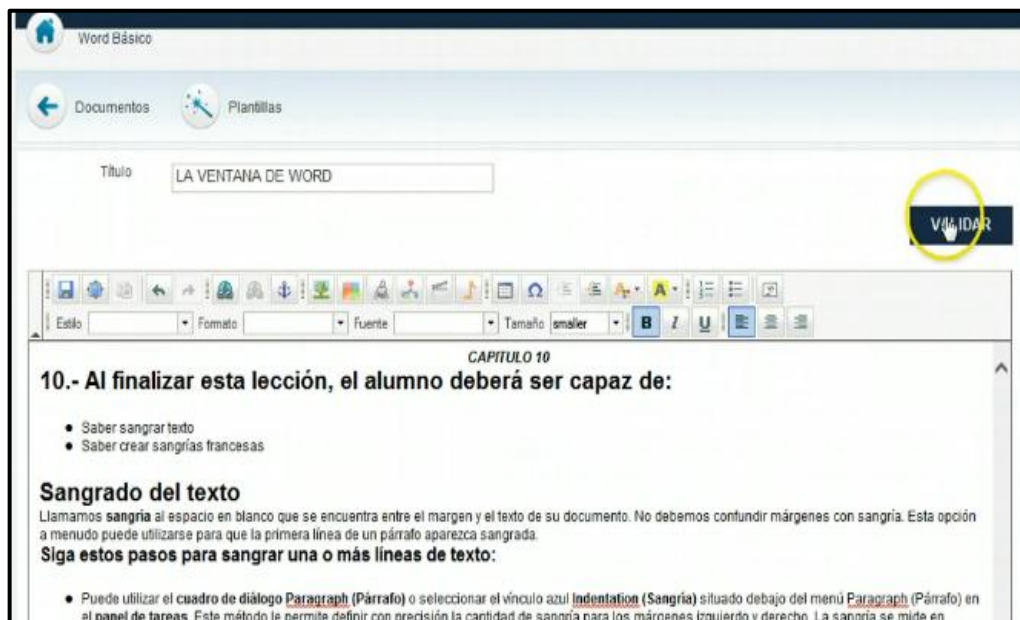 Word Básico
Documentos Plantillas
Título LA VENTANA DE WORD
VALIDAR
Estilo Formato Fuente Tamaño smaller B I U
CAPITULO 10
10.- Al finalizar esta lección, el alumno deberá ser capaz de:
● Saber sangrar texto
● Saber crear sangrías francesas
Sangrado del texto
Llamamos sangria al espacio en blanco que se encuentra entre el margen y el texto de su documento. No debemos confundir márgenes con sangría. Esta opción
a menudo puede utilizarse para que la primera línea de un párrafo aparezca sangrada.
Siga estos pasos para sangrar una o más líneas de texto:
● Puede utilizar el cuadro de diálogo Paragraph (Párrafo) o seleccionar el vínculo azul Indentation (Sangría) situado debajo del menú Paragraph (Párrafo) en
el panel de tareas. Este método le permite definir con precisión la cantidad de sangría para los márgenes izquierdo y derecho. La sangría se mide en